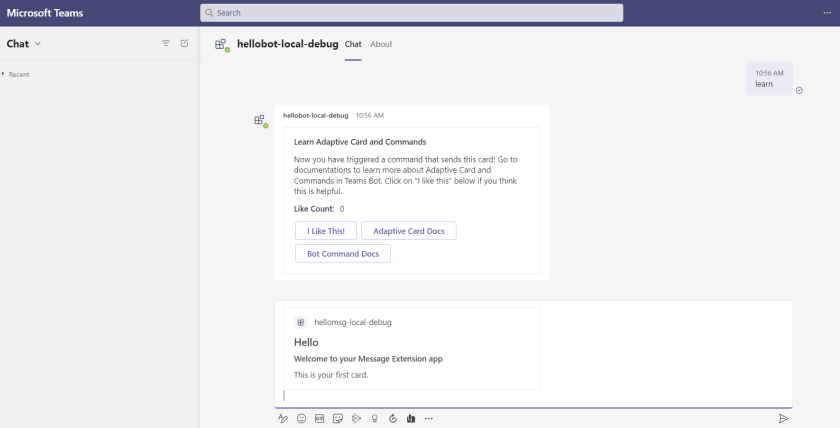 Microsoft Teams
Search
Chat
Recent
hellobot-local-debug Chat About
10:56 AM
learn
hellobot-local-debug 10:56 AM
Learn Adaptive Card and Commands
Now you have triggered a command that sends this card! Go to
documentations to learn more about Adaptive Card and
Commands in Teams Bot. Click on "I like this" below if you think
this is helpful.
Like Count: 0
I Like This! Adaptive Card Docs
Bot Command Docs
hellomsg-local-debug
Hello
Welcome to your Message Extension app
This is your first card.
GIF